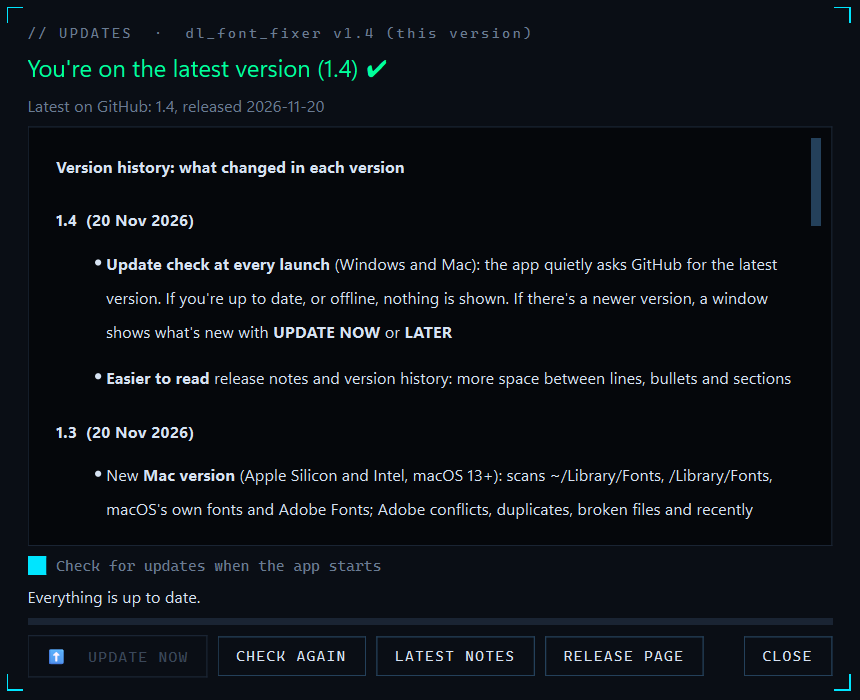 // UPDATES · dl_font_fixer v1.4 (this version)
You're on the latest version (1.4) ✔
Latest on GitHub: 1.4, released 2026-11-20
Version history: what changed in each version
1.4 (20 Nov 2026)
• Update check at every launch (Windows and Mac): the app quietly asks GitHub for the latest
version. If you're up to date, or offline, nothing is shown. If there's a newer version, a window
shows what's new with UPDATE NOW or LATER
• Easier to read release notes and version history: more space between lines, bullets and sections
1.3 (20 Nov 2026)
• New Mac version (Apple Silicon and Intel, macOS 13+): scans ~/Library/Fonts, /Library/Fonts,
macOS's own fonts and Adobe Fonts; Adobe conflicts, duplicates, broken files and recently
Check for updates when the app starts
Everything is up to date.
⬆ UPDATE NOW CHECK AGAIN LATEST NOTES RELEASE PAGE CLOSE